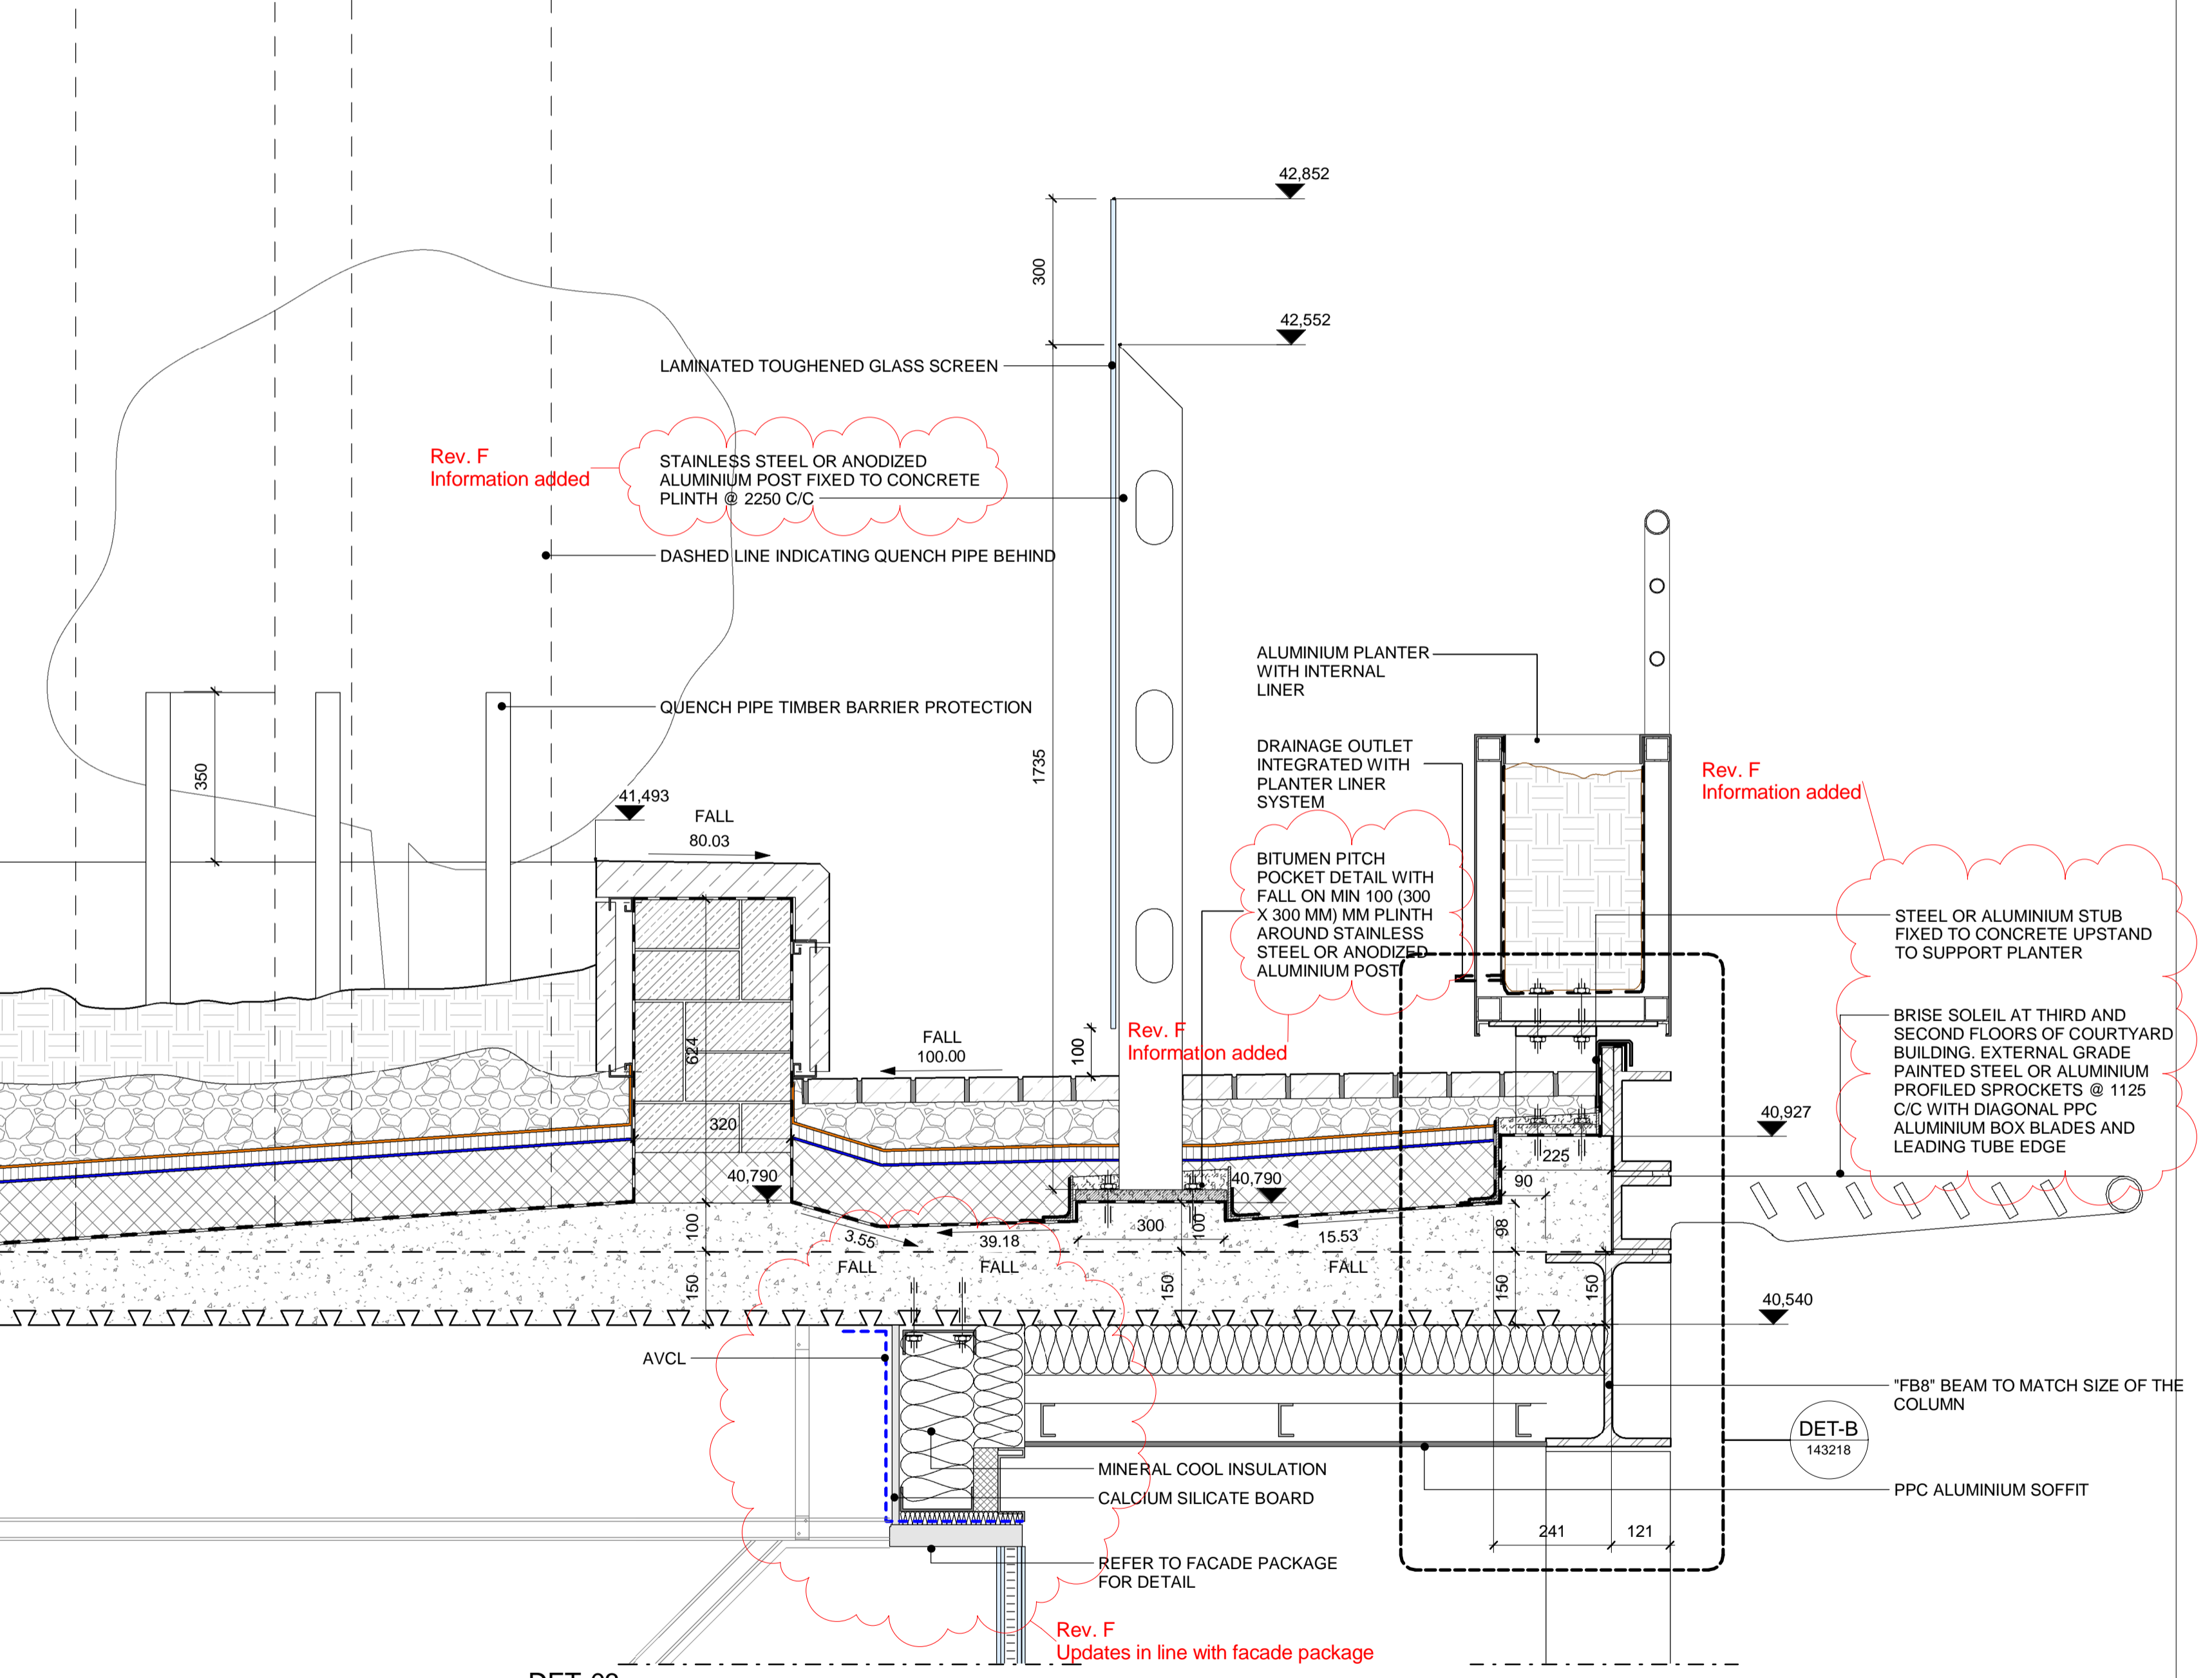 42,852
300
42,552
LAMINATED TOUGHENED GLASS SCREEN
Rev. F
Information added
STAINLESS STEEL OR ANODIZED
ALUMINIUM POST FIXED TO CONCRETE
PLINTH @ 2250 C/C
DASHED LINE INDICATING QUENCH PIPE BEHIND
QUENCH PIPE TIMBER BARRIER PROTECTION
350
1735
41,493
FALL
80.03
ALUMINIUM PLANTER
WITH INTERNAL
LINER
DRAINAGE OUTLET
INTEGRATED WITH
PLANTER LINER
SYSTEM
Rev. F
Information added
BITUMEN PITCH
POCKET DETAIL WITH
FALL ON MIN 100 (300
X 300 MM) MM PLINTH
AROUND STAINLESS
STEEL OR ANODIZED
ALUMINIUM POST
Rev. F
Information added
STEEL OR ALUMINIUM STUB
FIXED TO CONCRETE UPSTAND
TO SUPPORT PLANTER
BRISE SOLEIL AT THIRD AND
SECOND FLOORS OF COURTYARD
BUILDING. EXTERNAL GRADE
PAINTED STEEL OR ALUMINIUM
PROFILED SPROCKETS @ 1125
C/C WITH DIAGONAL PPC
ALUMINIUM BOX BLADES AND
LEADING TUBE EDGE
624
FALL
100.00
100
320
40,927
225
90
40,790
40,790
100
3.55
39.18
300
100
15.53
98
FALL
FALL
FALL
150
150
150
150
40,540
AVCL
"FB8" BEAM TO MATCH SIZE OF THE
COLUMN
DET-B
143218
MINERAL COOL INSULATION
CALCIUM SILICATE BOARD
PPC ALUMINIUM SOFFIT
241
121
REFER TO FACADE PACKAGE
FOR DETAIL
Rev. F
Updates in line with facade package